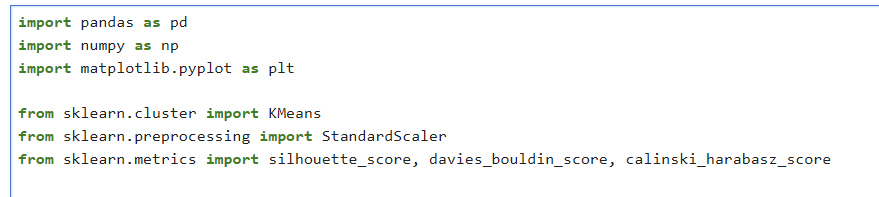 import pandas as pd
import numpy as np
import matplotlib.pyplot as plt
from sklearn.cluster import KMeans
from sklearn.preprocessing import StandardScaler
from sklearn.metrics import silhouette_score, davies_bouldin_score, calinski_harabasz_score